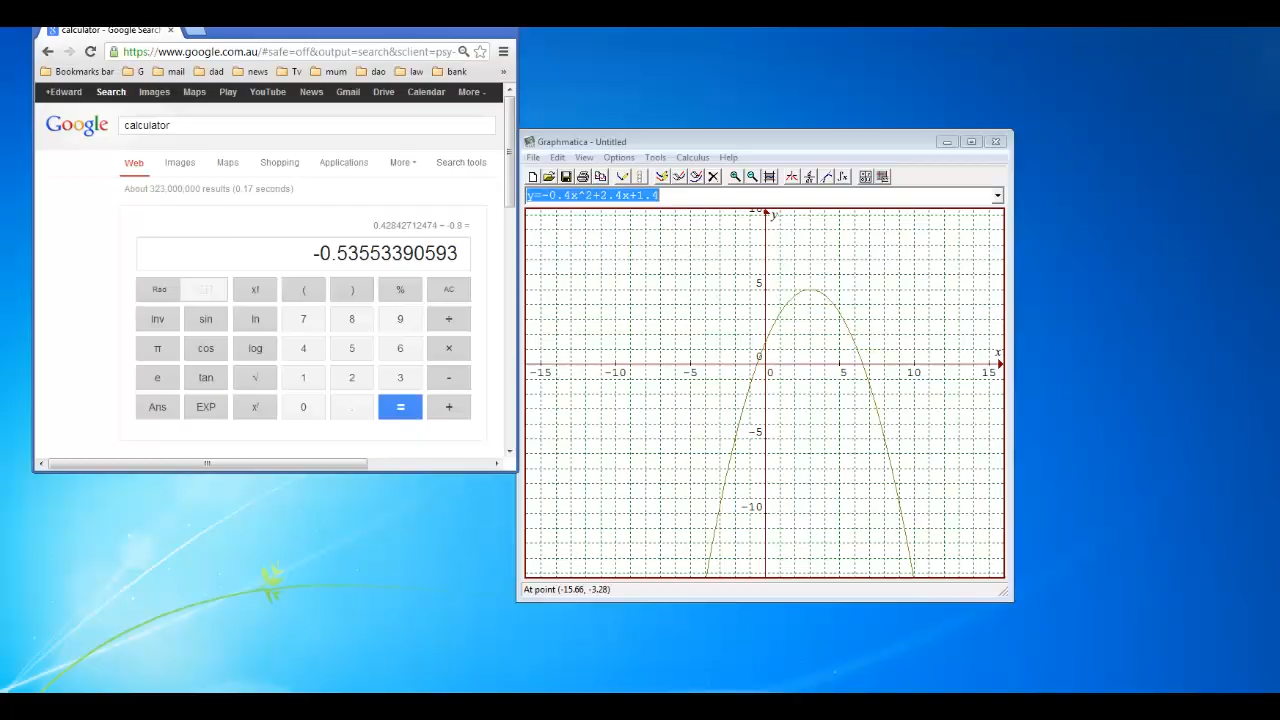 calculator - Google Search
https://www.google.com.au/#safe=off&output=search&sclient=psy-
Bookmarks bar G mail dad news Tv mum dao law bank »
+Edward Search Images Maps Play YouTube News Gmail Drive Calendar More
Google calculator
Web Images Maps Shopping Applications More Search tools
About 323,000,000 results (0.17 seconds)
0.42842712474 ÷ -0.8 =
-0.53553390593
Rad x! ( ) % AC
Inv sin ln 7 8 9 ÷
π cos log 4 5 6 ×
e tan √ 1 2 3 -
Ans EXP 0 . = +
Graphmatica - Untitled
File Edit View Options Tools Calculus Help
y=-0.4x^2+2.4x+1.4
y
5
0
x
-15 -10 -5 0 5 10 15
-5
-10
At point (-15.66, -3.28)